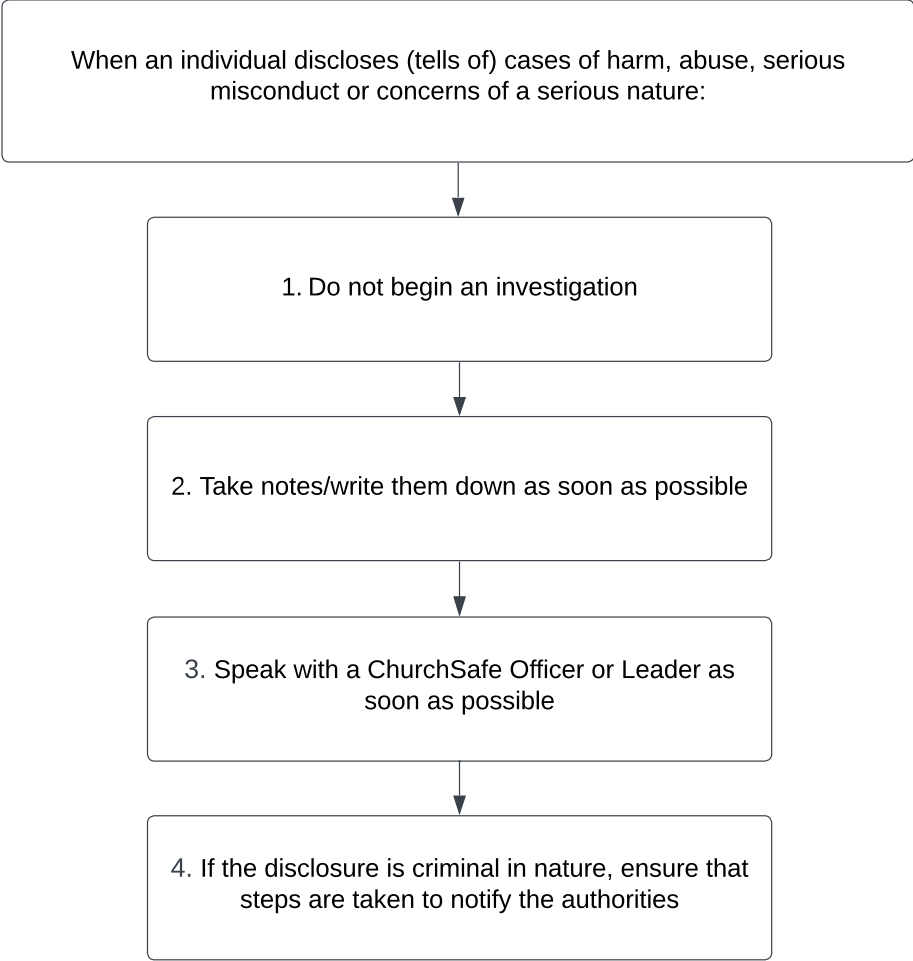 When an individual discloses (tells of) cases of harm, abuse, serious
misconduct or concerns of a serious nature:
1. Do not begin an investigation
2. Take notes/write them down as soon as possible
3. Speak with a ChurchSafe Officer or Leader as
soon as possible
4. If the disclosure is criminal in nature, ensure that
steps are taken to notify the authorities